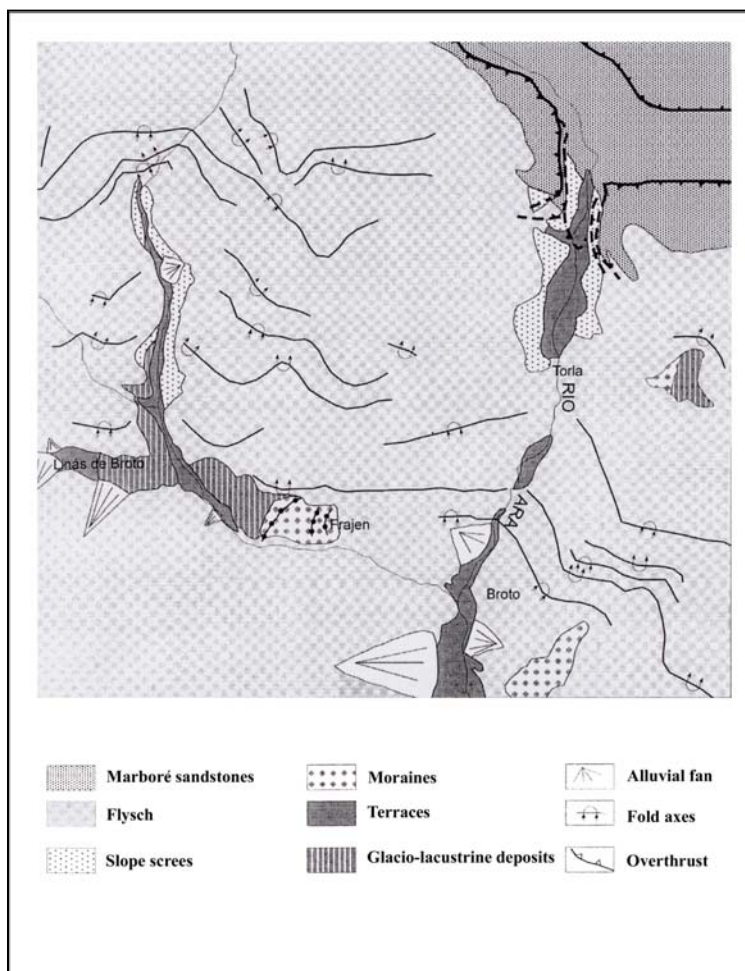 Torla
RIO
Linás de Broto
Frajen
ARA
Broto
Marboré sandstones
Moraines
Alluvial fan
Flysch
Terraces
Fold axes
Slope screes
Glacio-lacustrine deposits
Overthrust